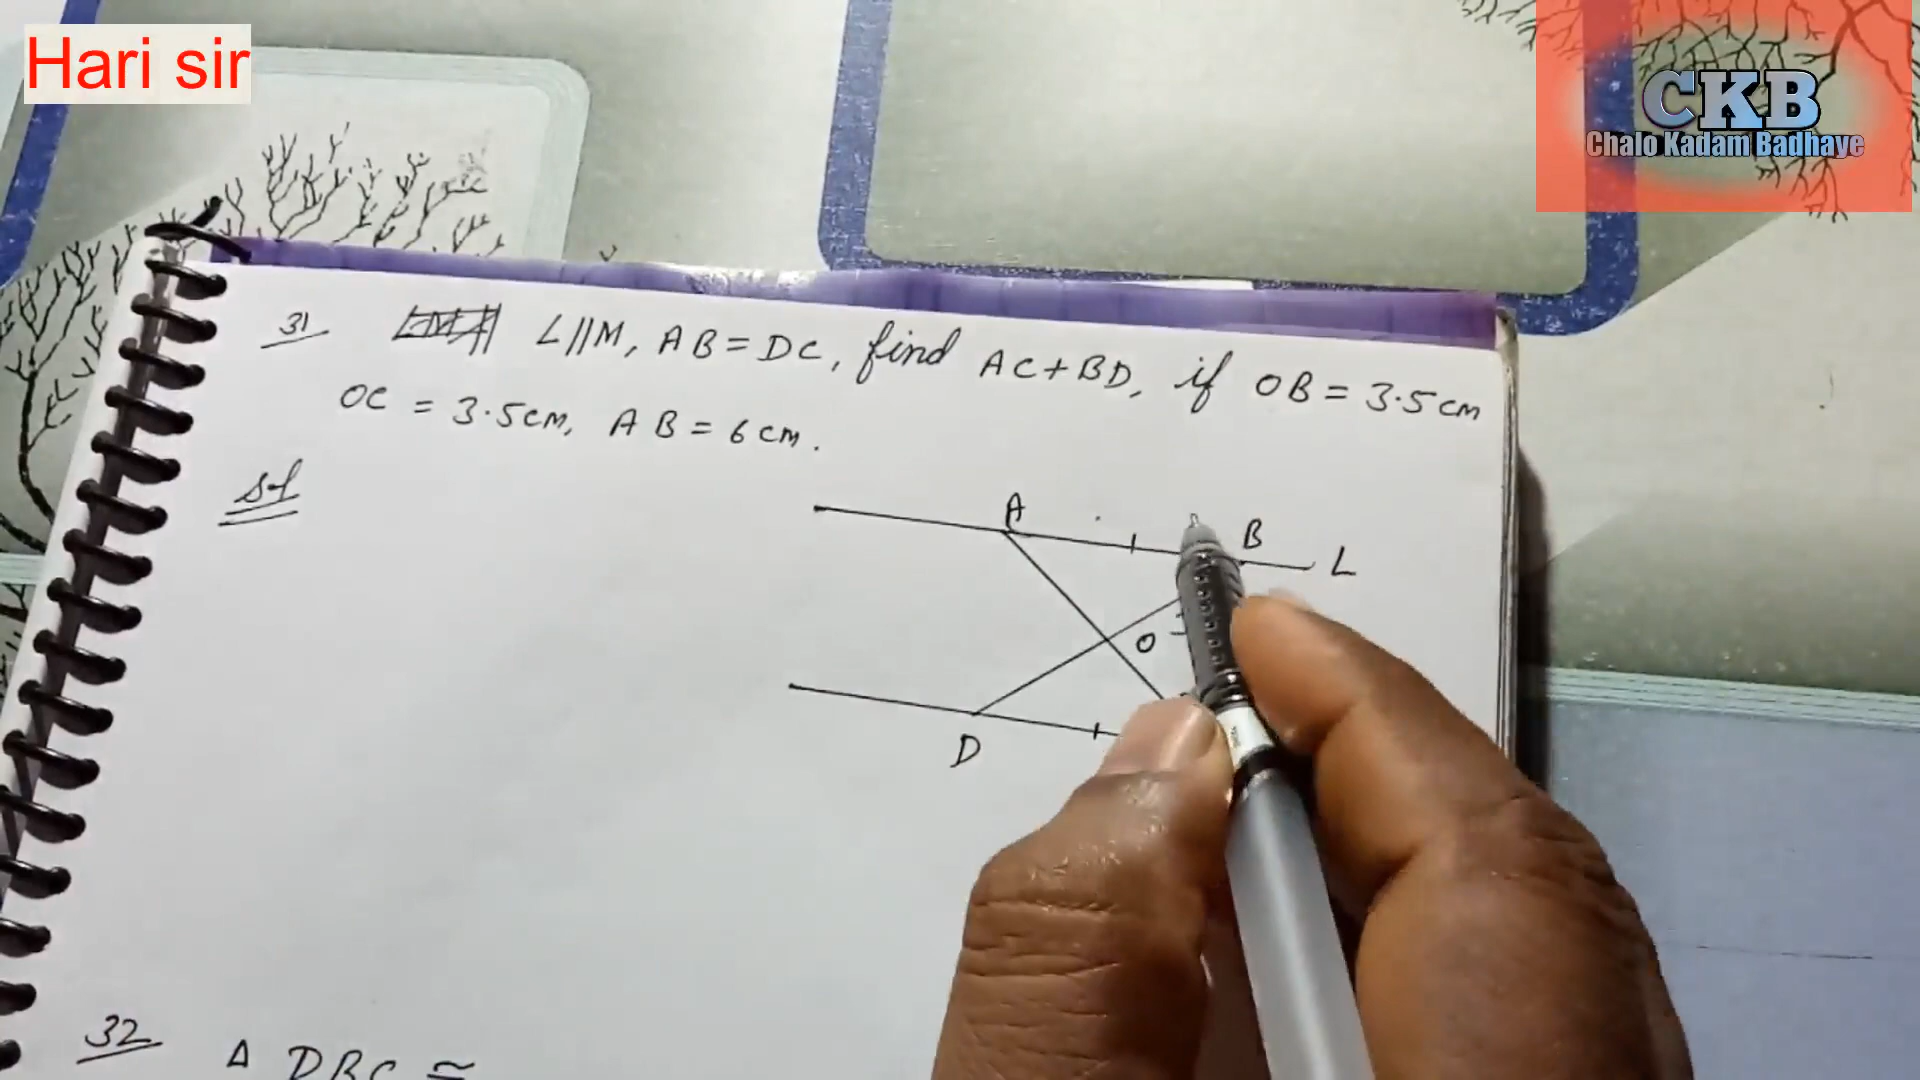 Hari sir
CKB
Chalo Kadam Badhaye
31 L||M, AB = DC, find AC+BD, if OB = 3.5cm
OC = 3.5cm, AB = 6cm.
Sol
A
B
L
O
D
32 Δ DBC ≅